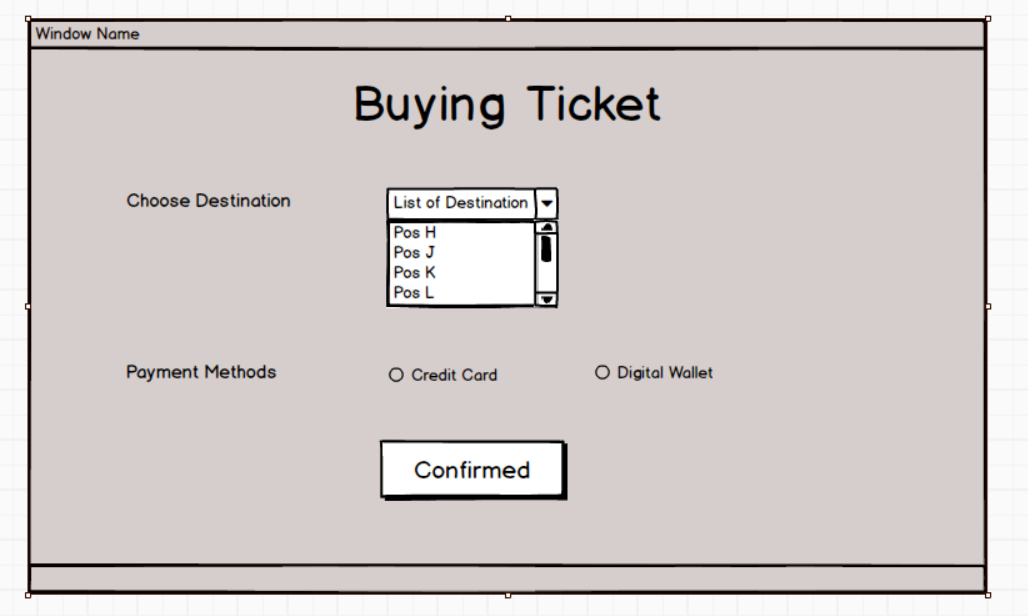 Window Name
Buying Ticket
Choose Destination
List of Destination
Pos H
Pos J
Pos K
Pos L
Payment Methods
Credit Card
Digital Wallet
Confirmed